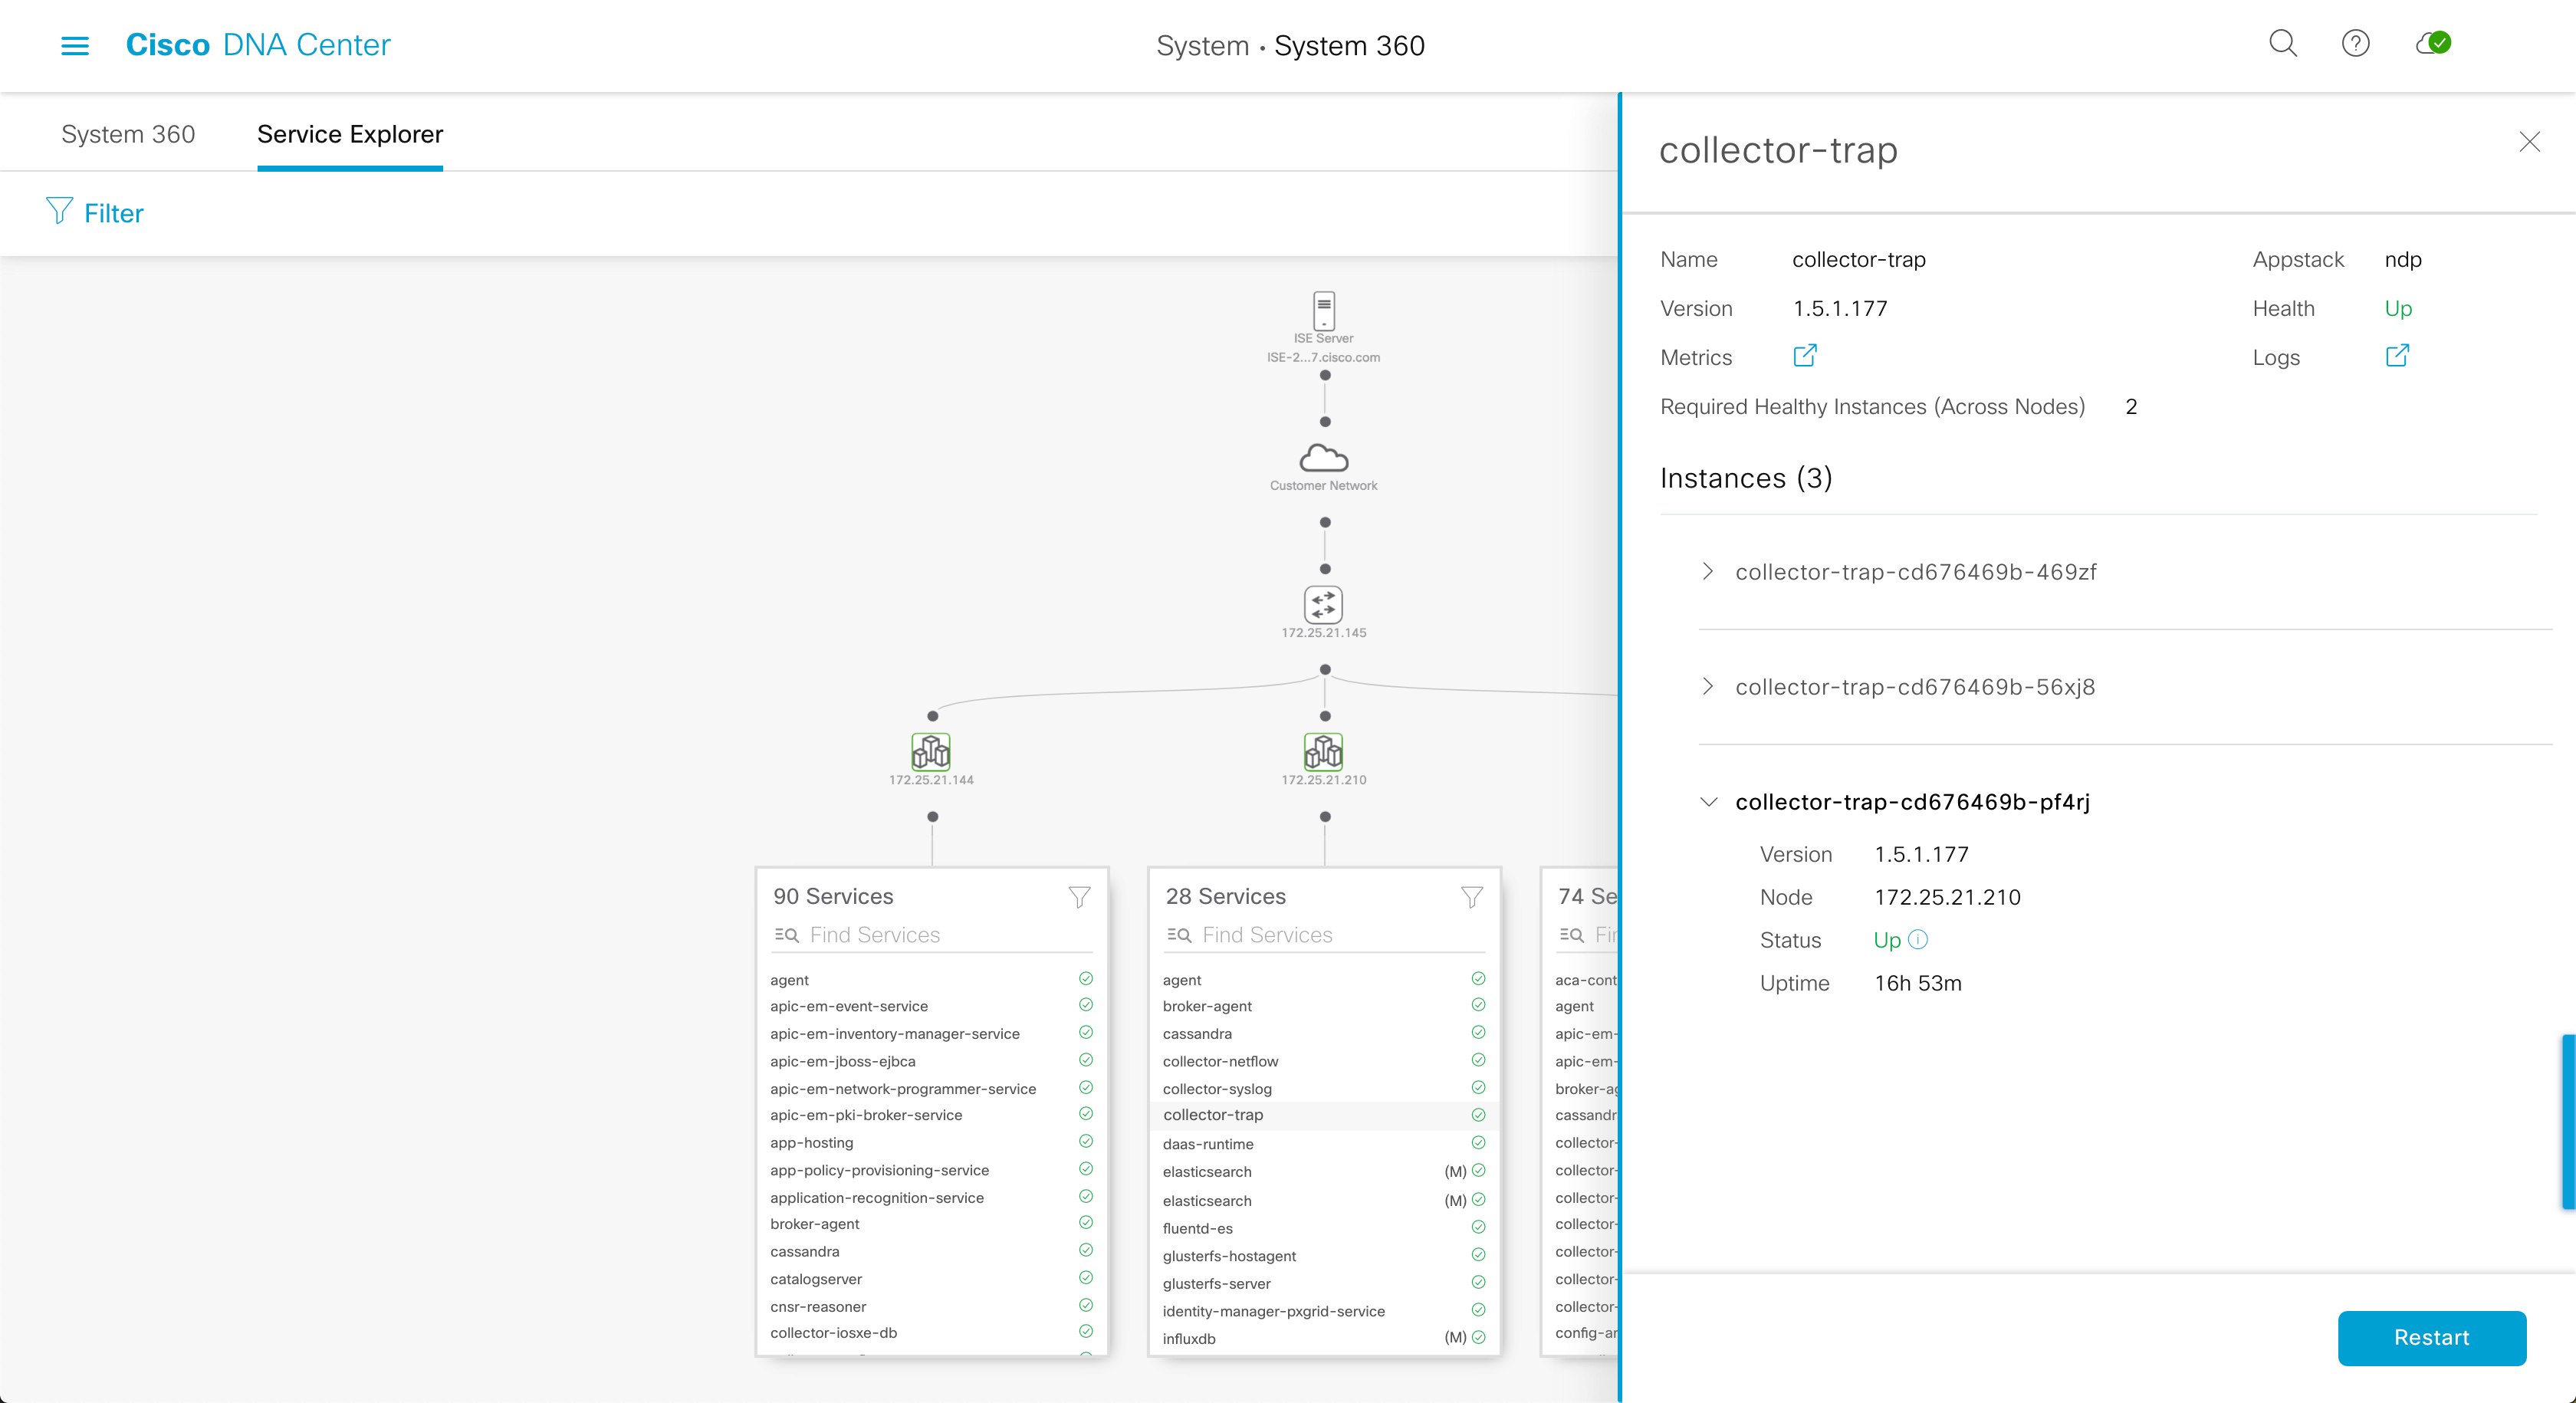 Cisco DNA Center
System • System 360
System 360
Service Explorer
Filter
ISE Server
ISE-2...7.cisco.com
Customer Network
172.25.21.145
172.25.21.144
172.25.21.210
90 Services
Find Services
agent
apic-em-event-service
apic-em-inventory-manager-service
apic-em-jboss-ejbca
apic-em-network-programmer-service
apic-em-pki-broker-service
app-hosting
app-policy-provisioning-service
application-recognition-service
broker-agent
cassandra
catalogserver
cnsr-reasoner
collector-iosxe-db
28 Services
Find Services
agent
broker-agent
cassandra
collector-netflow
collector-syslog
collector-trap
daas-runtime
elasticsearch (M)
elasticsearch (M)
fluentd-es
glusterfs-hostagent
glusterfs-server
identity-manager-pxgrid-service
influxdb (M)
74 Se
Fin
aca-cont
agent
apic-em-
apic-em-
broker-ag
cassandr
collector-
collector-
collector-
collector-
collector-
collector-
collector-
config-ar
collector-trap
Name collector-trap Appstack ndp
Version 1.5.1.177 Health Up
Metrics Logs
Required Healthy Instances (Across Nodes) 2
Instances (3)
collector-trap-cd676469b-469zf
collector-trap-cd676469b-56xj8
collector-trap-cd676469b-pf4rj
Version 1.5.1.177
Node 172.25.21.210
Status Up
Uptime 16h 53m
Restart